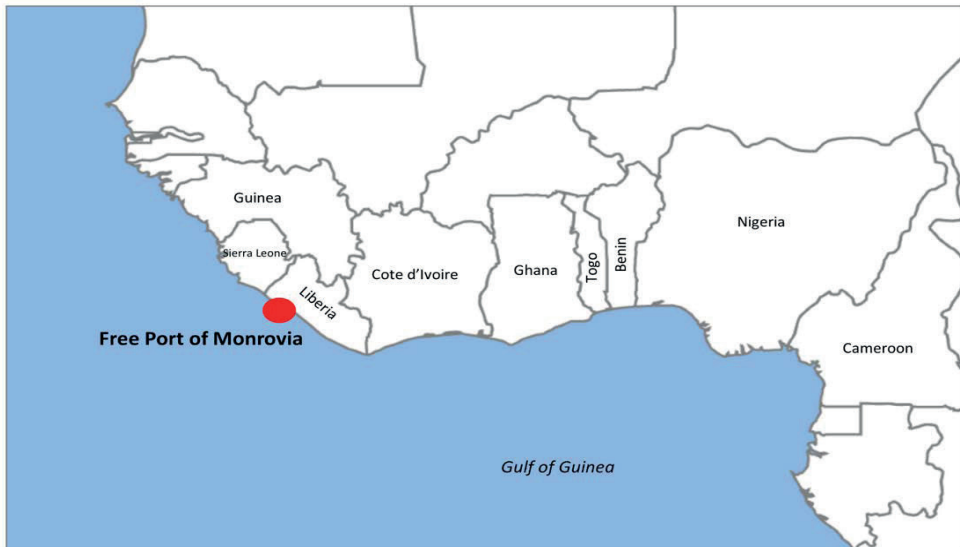 Guinea
Nigeria
Sierra Leone
Togo
Benin
Cote d’Ivoire
Ghana
Liberia
Free Port of Monrovia
Cameroon
Gulf of Guinea